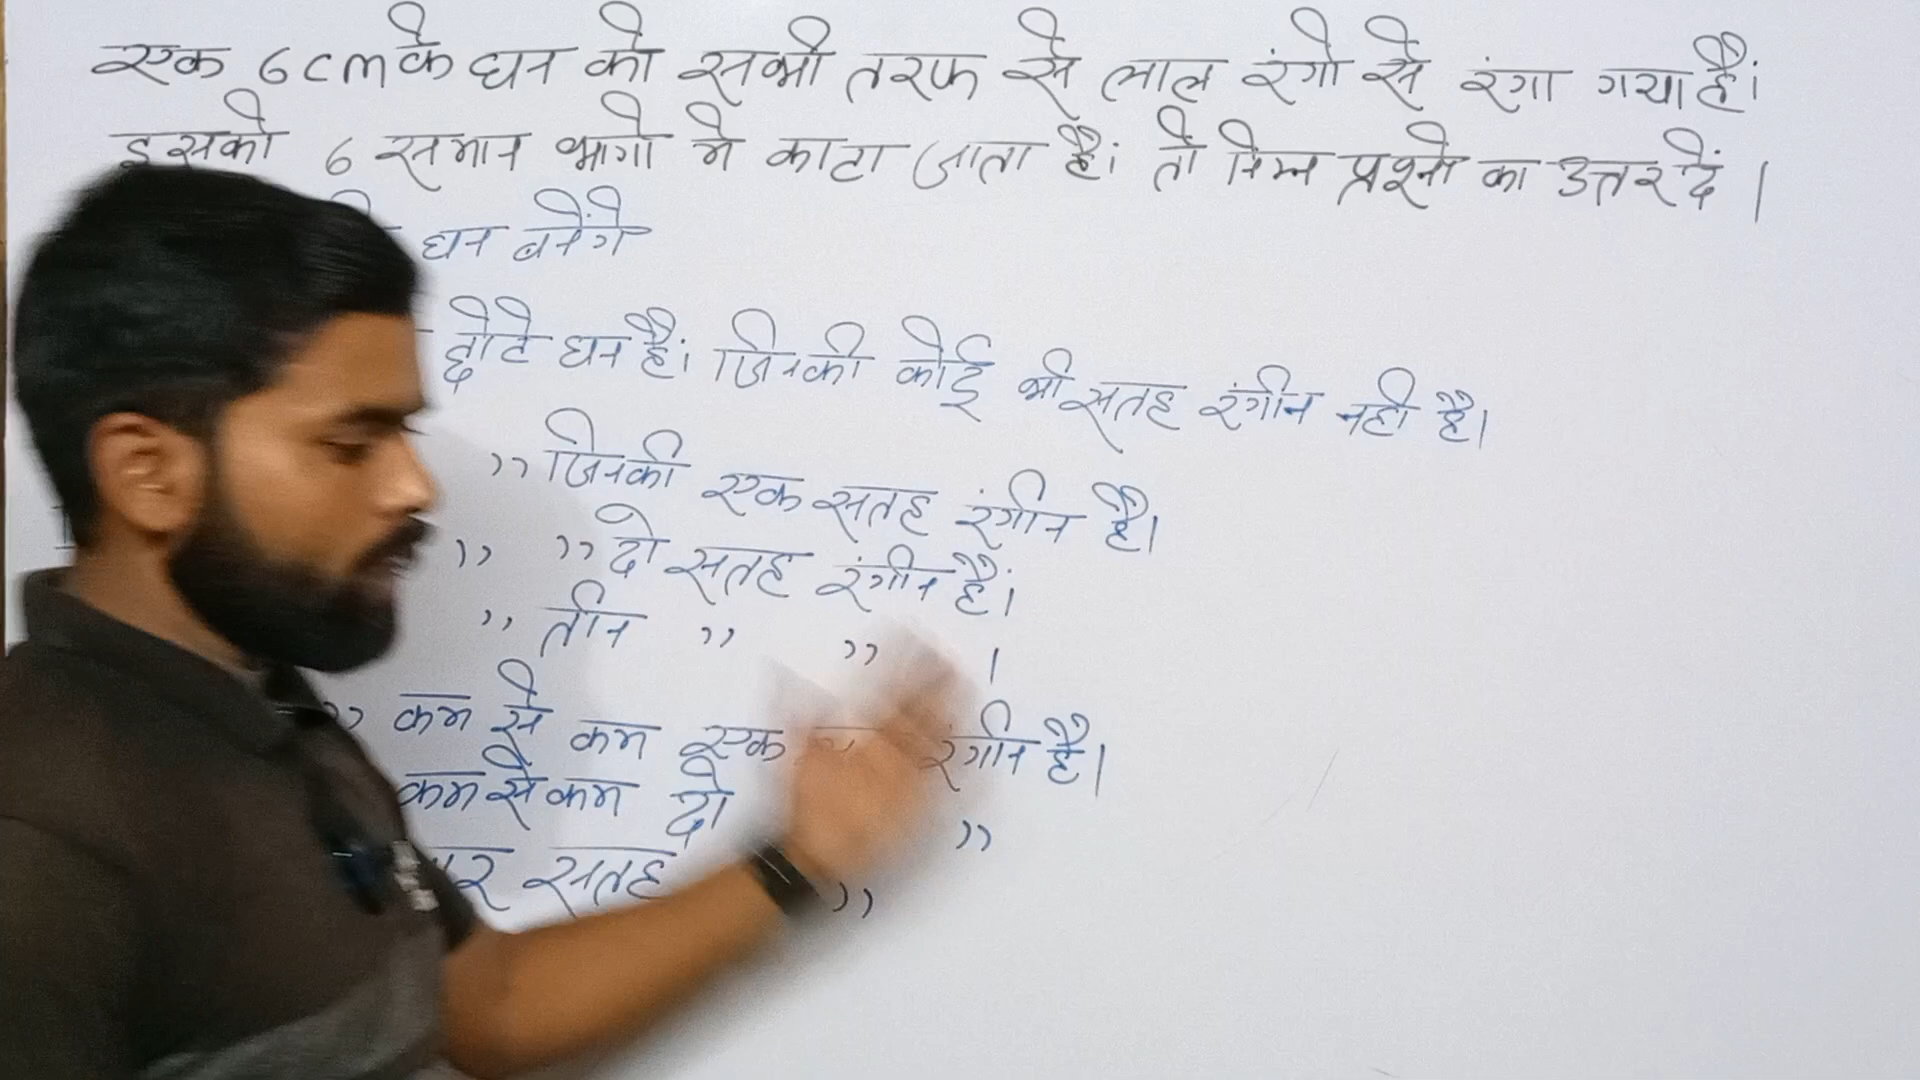 एक 6cm के घन को सभी तरफ से लाल रंगो से रंगा गया है।
इसको 6 समान भागो मे काटा जाता है। तो निम्न प्रश्नो का उत्तर दें।
घन बनेंगे
छोटे घन है। जिनकी कोई भी सतह रंगीन नही है।
,, जिनकी एक सतह रंगीन है।
,, ,, दो सतह रंगीन है।
,, तीन ,, ,, ।
,, कम से कम एक रंगीन है।
कम से कम दो ,,
सतह ,,